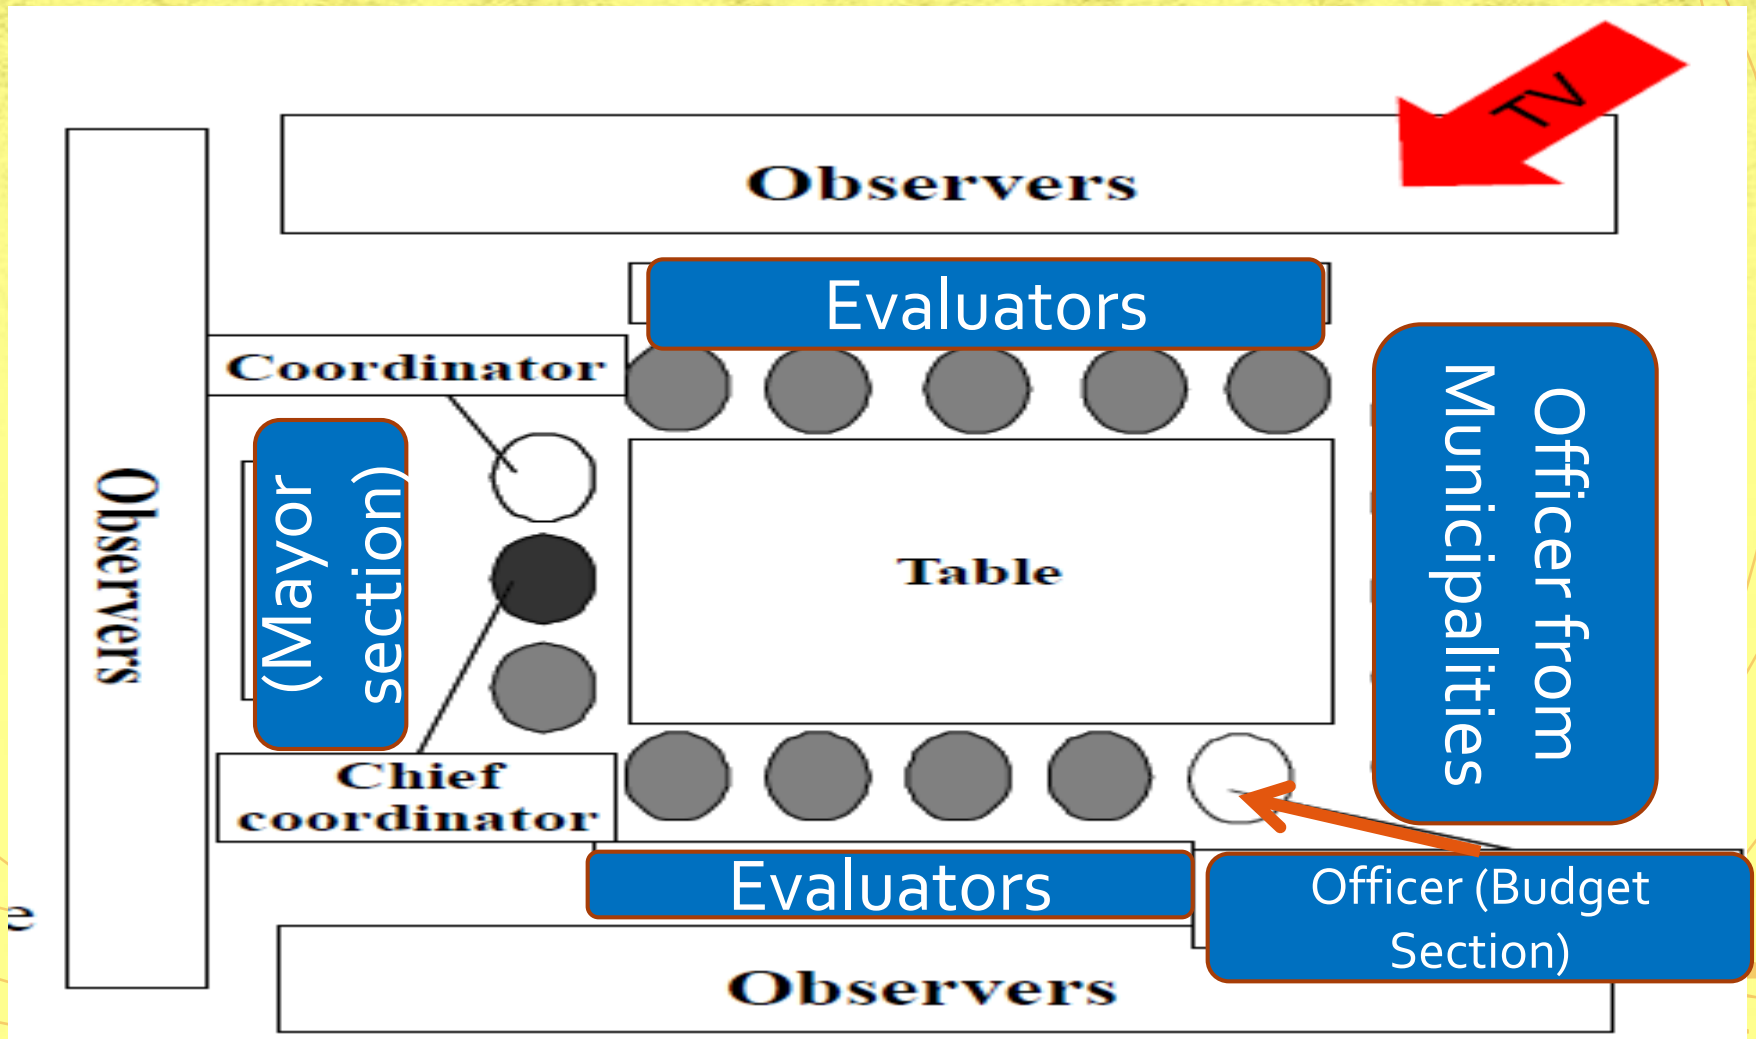 TV
Observers
Evaluators
Coordinator
Observers
(Mayor
section)
Table
Officer from
Municipalities
Chief
coordinator
Evaluators
Officer (Budget
Section)
e
Observers